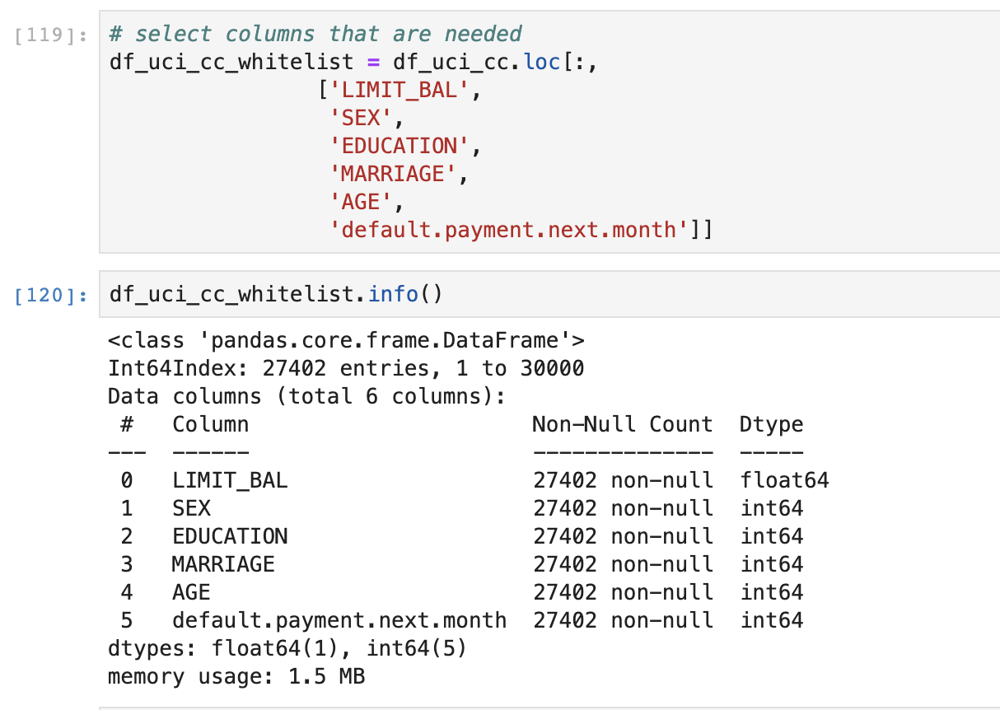 [119]: # select columns that are needed
df_uci_cc_whitelist = df_uci_cc.loc[:,
['LIMIT_BAL',
'SEX',
'EDUCATION',
'MARRIAGE',
'AGE',
'default.payment.next.month']]
[120]: df_uci_cc_whitelist.info()
<class 'pandas.core.frame.DataFrame'>
Int64Index: 27402 entries, 1 to 30000
Data columns (total 6 columns):
# Column Non-Null Count Dtype
--- ------ -------------- -----
0 LIMIT_BAL 27402 non-null float64
1 SEX 27402 non-null int64
2 EDUCATION 27402 non-null int64
3 MARRIAGE 27402 non-null int64
4 AGE 27402 non-null int64
5 default.payment.next.month 27402 non-null int64
dtypes: float64(1), int64(5)
memory usage: 1.5 MB